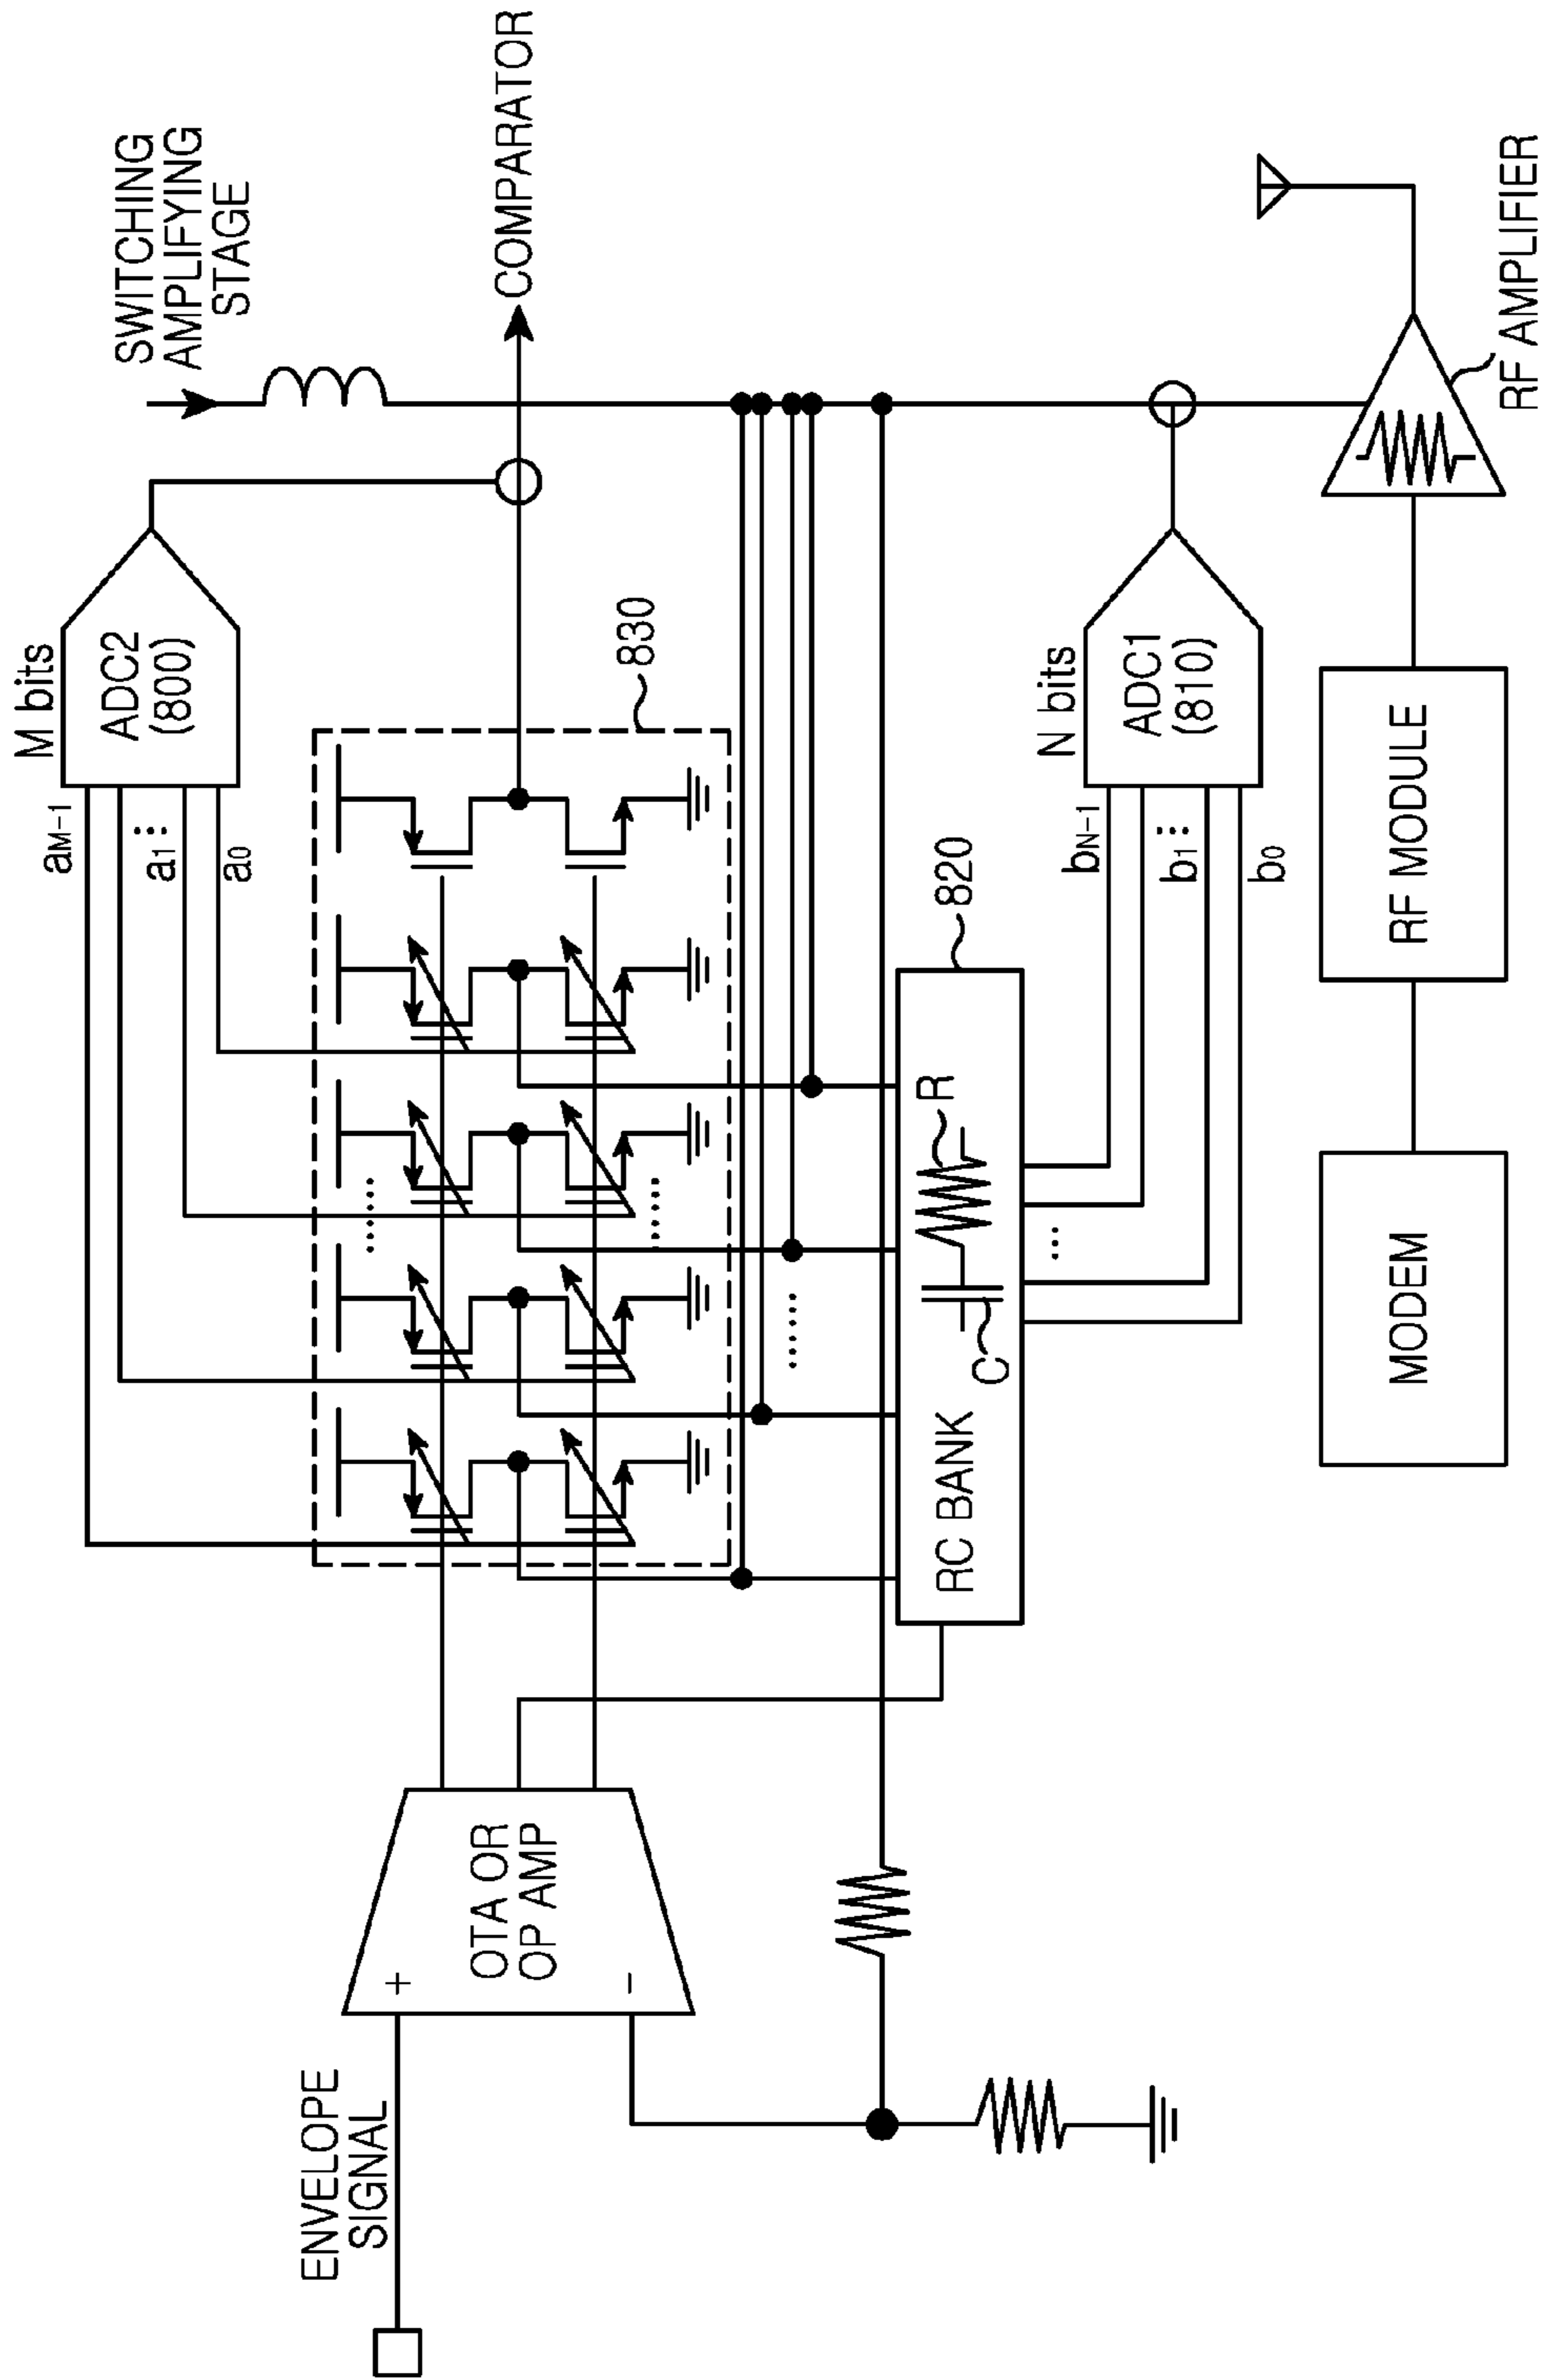 SWITCHING
AMPLIFYING
STAGE
COMPARATOR
M bits
ADC2
(800)
aM-1
a1
a0
830
ENVELOPE
SIGNAL
+
-
OTA OR
OP AMP
820
RC BANK
C
R
N bits
ADC1
(810)
bN-1
b1
b0
MODEM
RF MODULE
RF AMPLIFIER